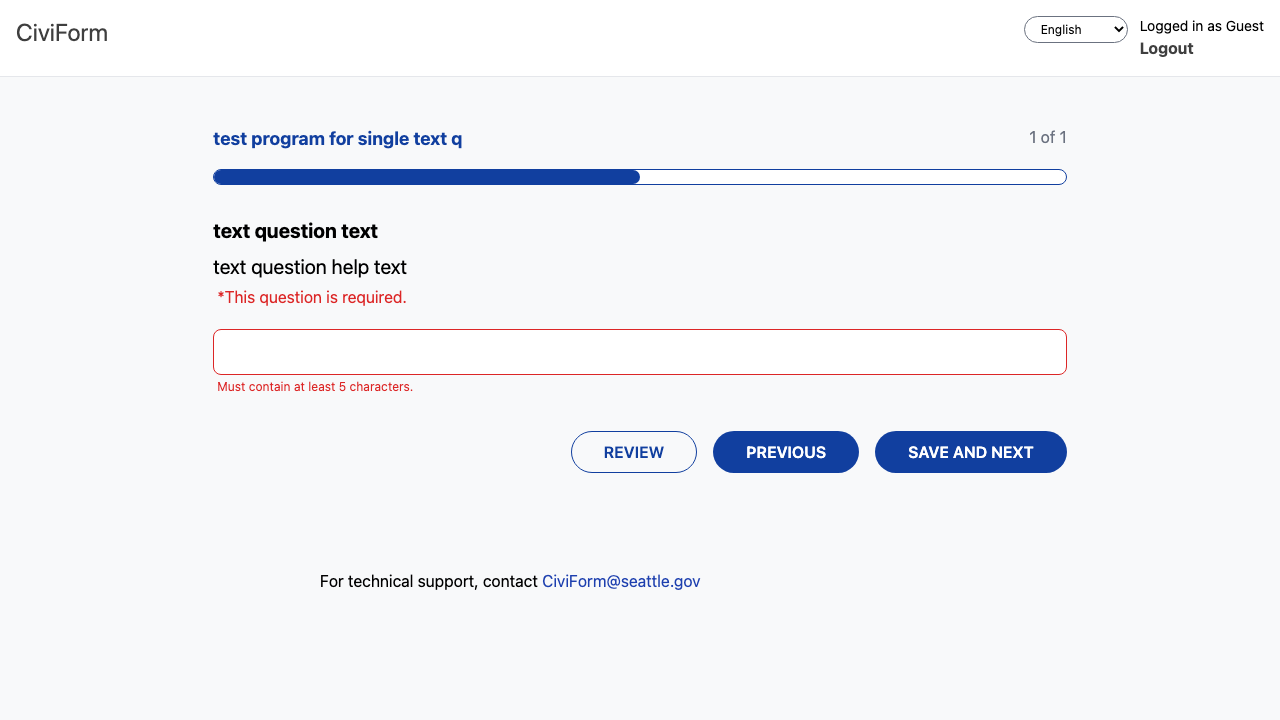 CiviForm
English
Logged in as Guest
Logout
test program for single text q
1 of 1
text question text
text question help text
*This question is required.
Must contain at least 5 characters.
REVIEW
PREVIOUS
SAVE AND NEXT
For technical support, contact CiviForm@seattle.gov